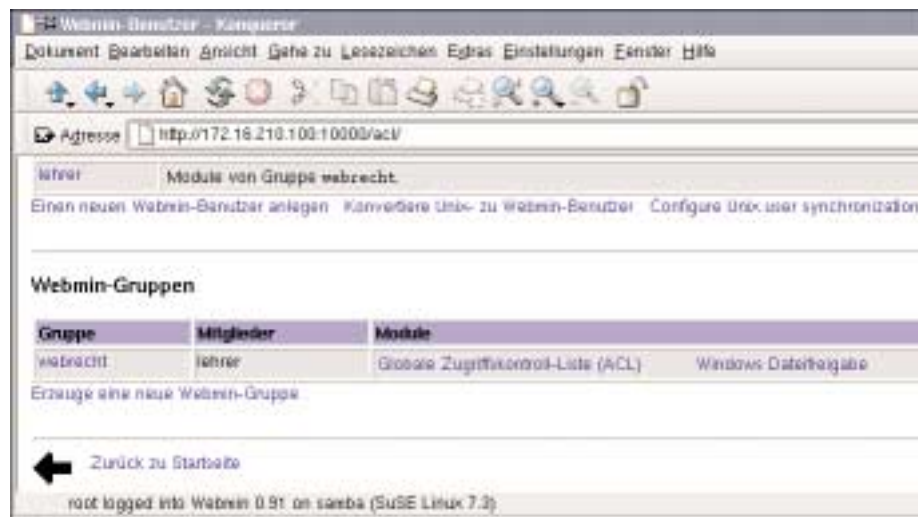 Webmin-Benutzer - Konqueror
Dokument Bearbeiten Ansicht Gehe zu Lesezeichen Extras Einstellungen Fenster Hilfe
Adresse http://172.16.210.100:10000/acl/
lehrer Module von Gruppe webrecht.
Einen neuen Webmin-Benutzer anlegen Konvertiere Unix- zu Webmin-Benutzer Configure Unix user synchronization
Webmin-Gruppen
Gruppe Mitglieder Module
webrecht lehrer Globale Zugriffskontroll-Liste (ACL) Windows Dateifreigabe
Erzeuge eine neue Webmin-Gruppe
Zurück zu Startseite
root logged into Webmin 0.91 on samba (SuSE Linux 7.3)